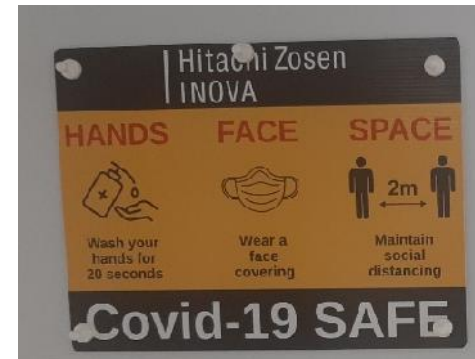 Hitachi Zosen
INOVA
HANDS FACE SPACE
2m
Wash your
hands for
20 seconds
Wear a
face
covering
Maintain
social
distancing
Covid-19 SAFE